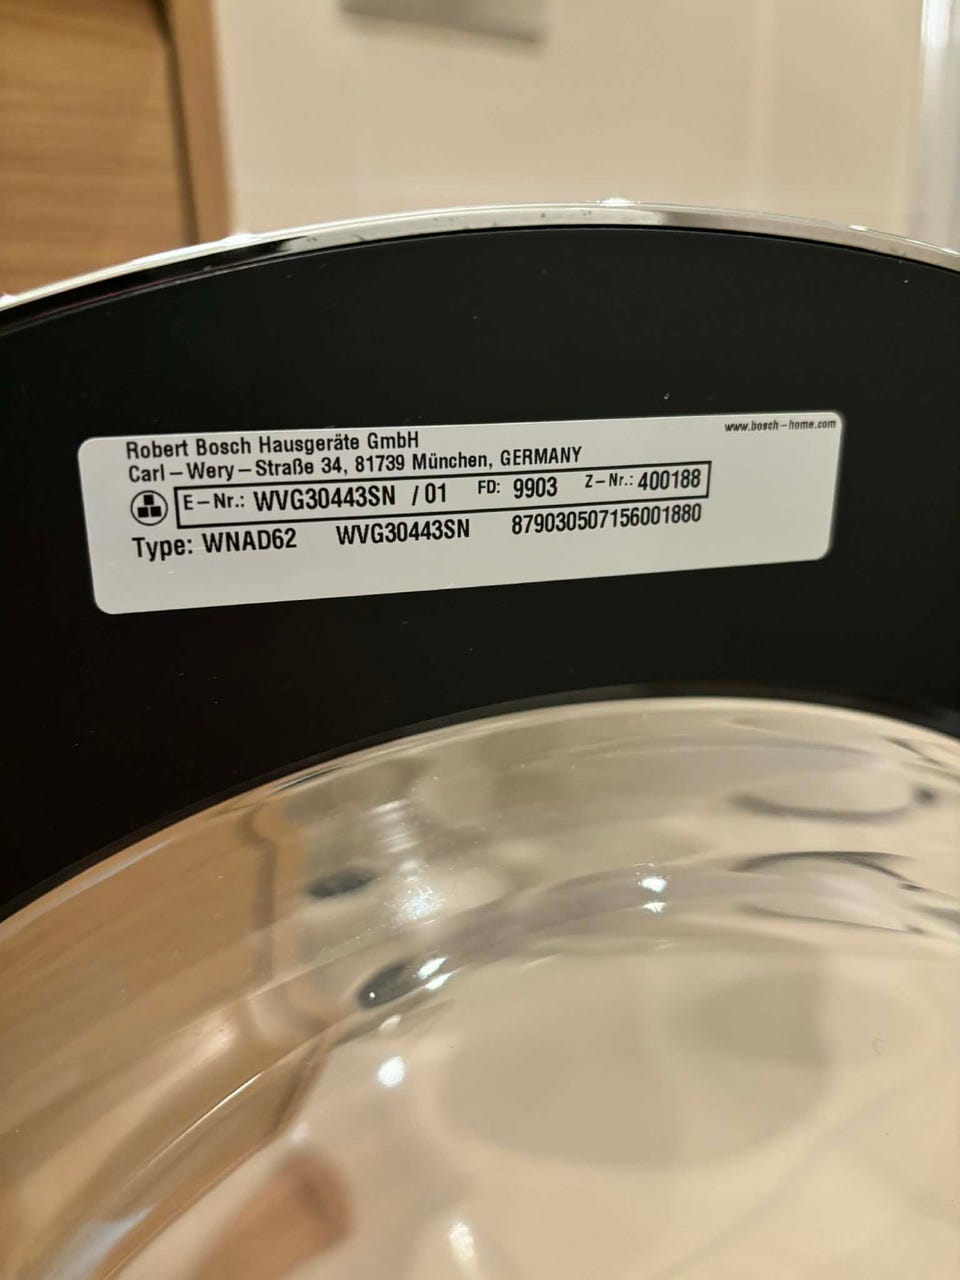 www.bosch-home.com
Robert Bosch Hausgeräte GmbH
Carl-Wery-Straße 34, 81739 München, GERMANY
E-Nr.: WVG30443SN /01 FD: 9903 Z-Nr.: 400188
Type: WNAD62 WVG30443SN 879030507156001880